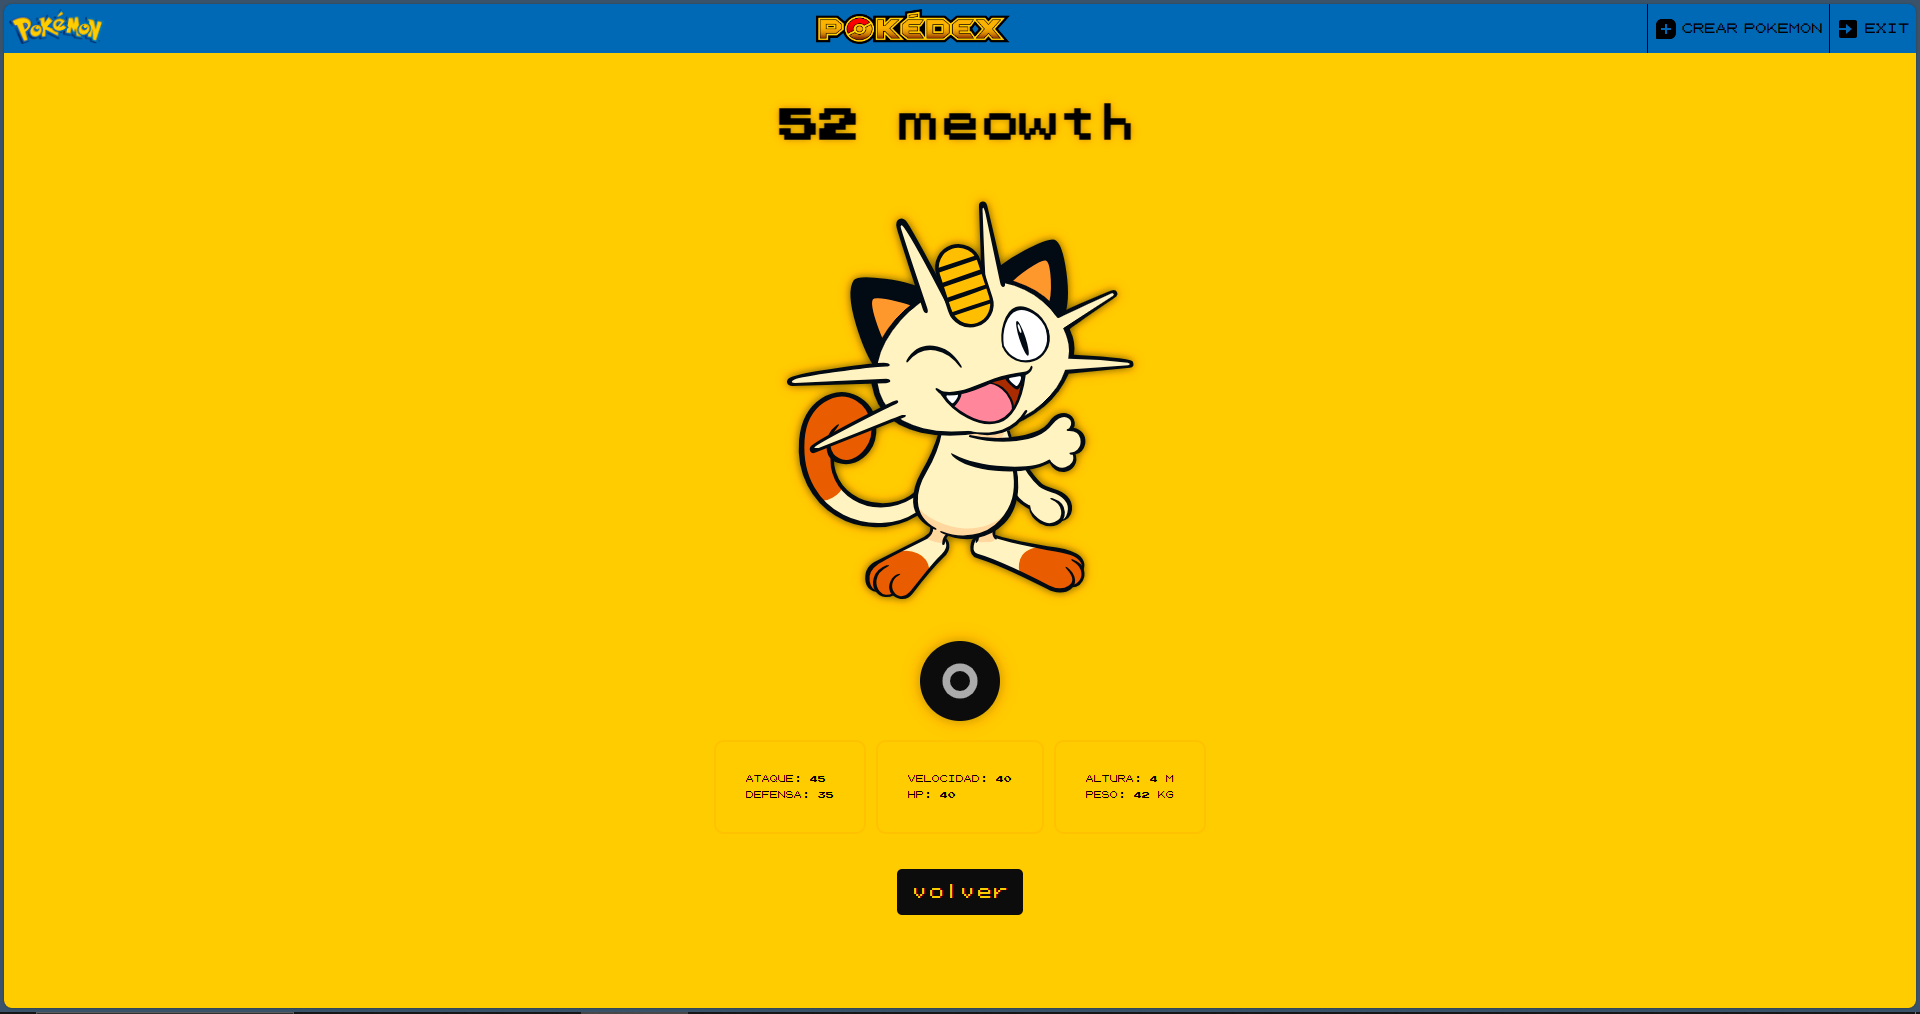 POKéMON
POKÉDEX
CREAR POKEMON
EXIT
52 meowth
ATAQUE: 45
DEFENSA: 35
VELOCIDAD: 40
HP: 40
ALTURA: 4 M
PESO: 42 KG
volver